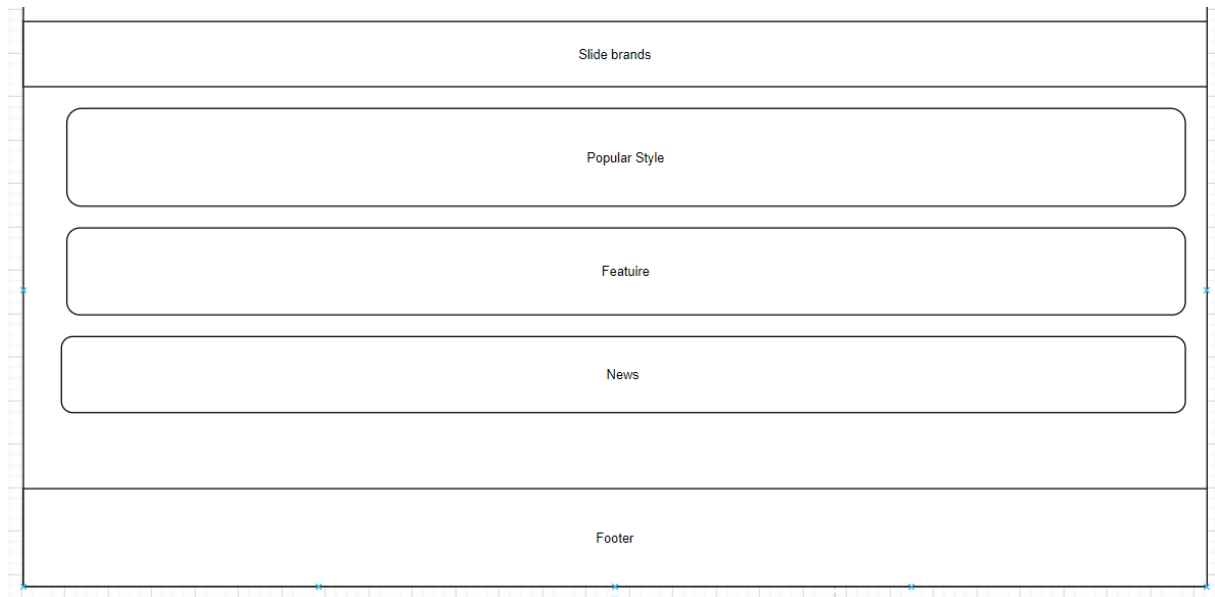 Slide brands
Popular Style
Featuire
News
Footer